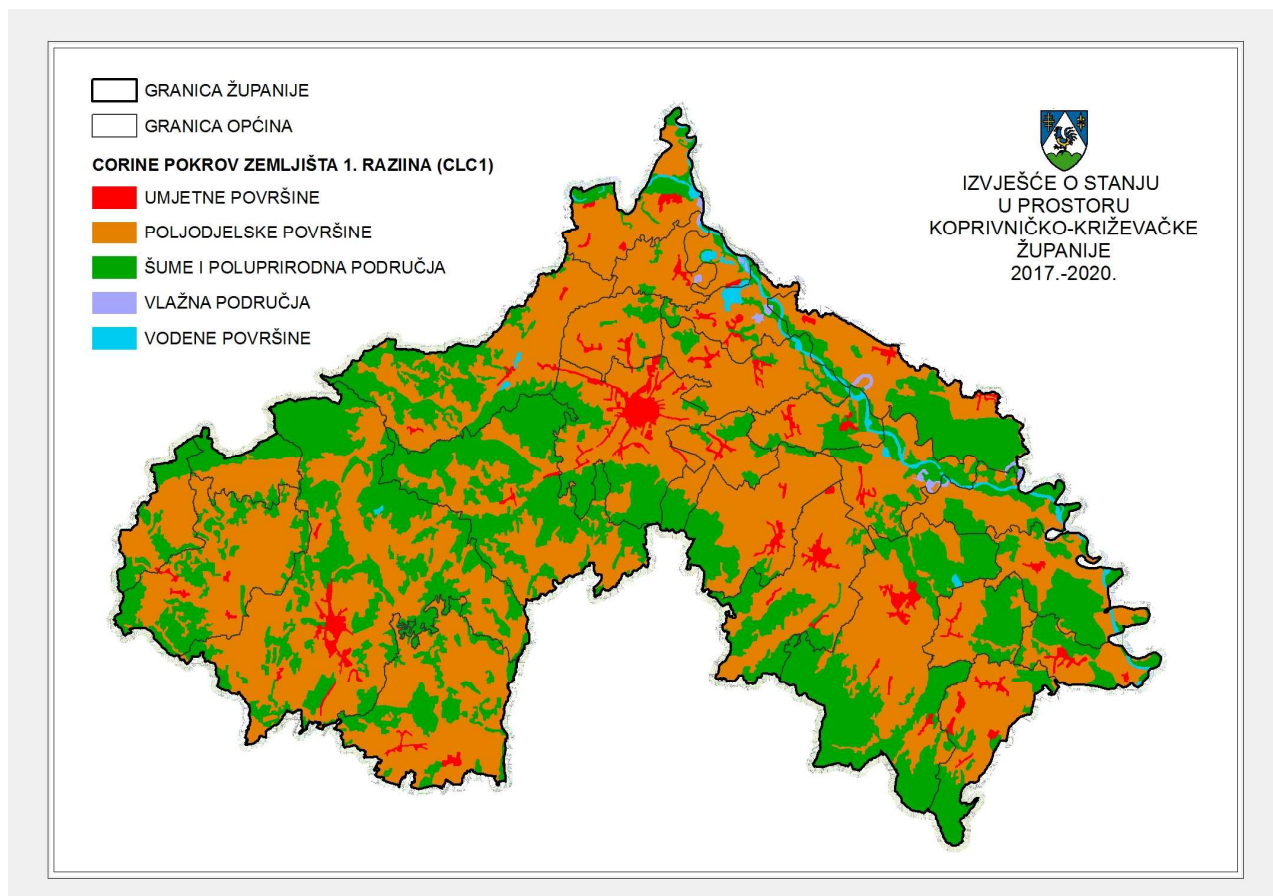 GRANICA ŽUPANIJE
GRANICA OPĆINA
CORINE POKROV ZEMLJIŠTA 1. RAZIINA (CLC1)
UMJETNE POVRŠINE
POLJODJELSKE POVRŠINE
ŠUME I POLUPRIRODNA PODRUČJA
VLAŽNA PODRUČJA
VODENE POVRŠINE
IZVJEŠĆE O STANJU
U PROSTORU
KOPRIVNIČKO-KRIŽEVAČKE
ŽUPANIJE
2017.-2020.